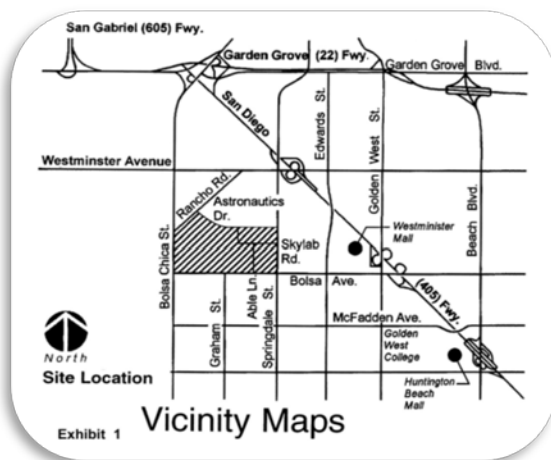 San Gabriel (605) Fwy.
Garden Grove (22) Fwy.
Garden Grove Blvd.
San Diego
Edwards St.
Golden West St.
Beach Blvd.
Westminster Avenue
Rancho Rd.
Astronautics
Dr.
Skylab
Rd.
Westminister
Mall
Bolsa Chica St.
Graham St.
Able Ln.
Springdale St.
Bolsa Ave.
(405) Fwy.
McFadden Ave.
Golden
West
College
North
Site Location
Huntington
Beach
Mall
Exhibit 1
Vicinity Maps